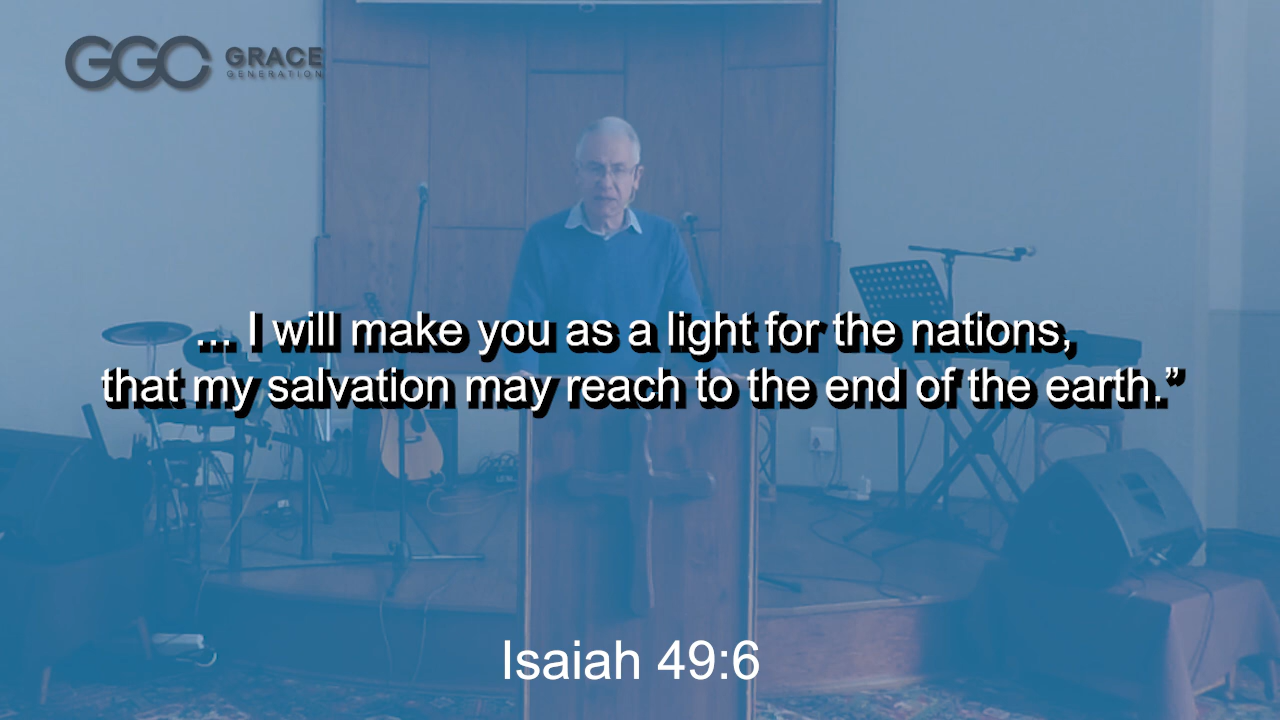 GGC GRACE
GENERATION
... I will make you as a light for the nations,
that my salvation may reach to the end of the earth.”
Isaiah 49:6